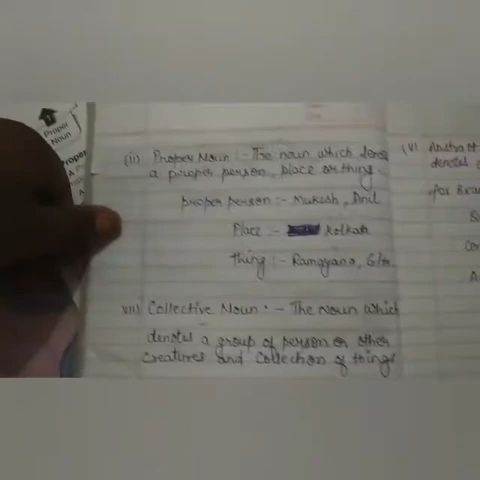 Proper
Noun
(ii) Proper Noun :- The noun which
a proper person, place or thing.
proper person :- Mukesh, Anil
Place :- Kolkata
thing :- Ramayana, Gita
(iii) Collective Noun :- The Noun which
denotes a group of person or other
creatures and Collection of things
(v) Abstract
denotes
for